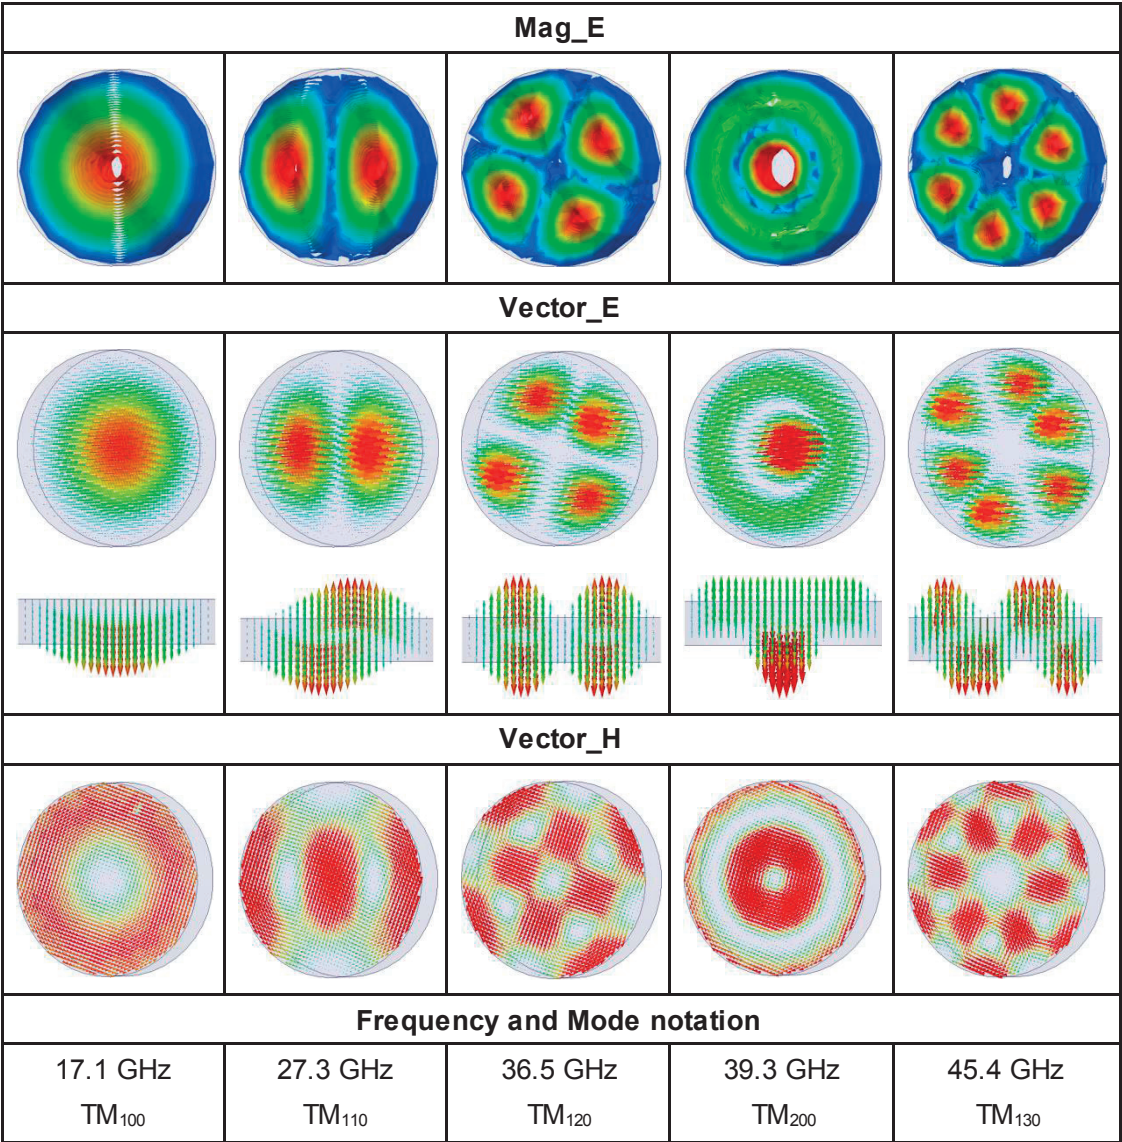 Mag_E
Vector_E
Vector_H
Frequency and Mode notation
17.1 GHz 27.3 GHz 36.5 GHz 39.3 GHz 45.4 GHz
TM₁₀₀ TM₁₁₀ TM₁₂₀ TM₂₀₀ TM₁₃₀